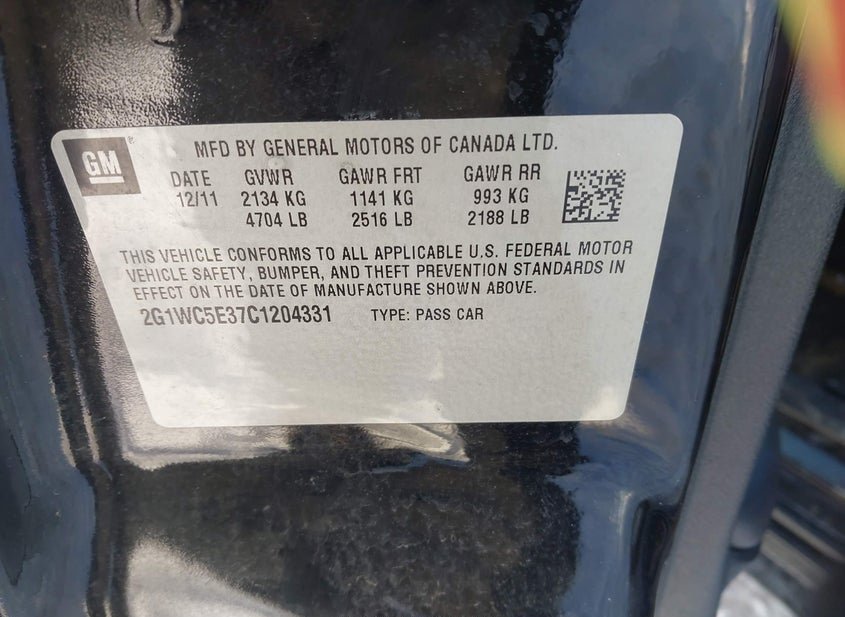 GM ® MFD BY GENERAL MOTORS OF CANADA LTD.
DATE GVWR GAWR FRT GAWR RR
12/11 2134 KG 1141 KG 993 KG
4704 LB 2516 LB 2188 LB
THIS VEHICLE CONFORMS TO ALL APPLICABLE U.S. FEDERAL MOTOR
VEHICLE SAFETY, BUMPER, AND THEFT PREVENTION STANDARDS IN
EFFECT ON THE DATE OF MANUFACTURE SHOWN ABOVE.
2G1WC5E37C1204331 TYPE: PASS CAR